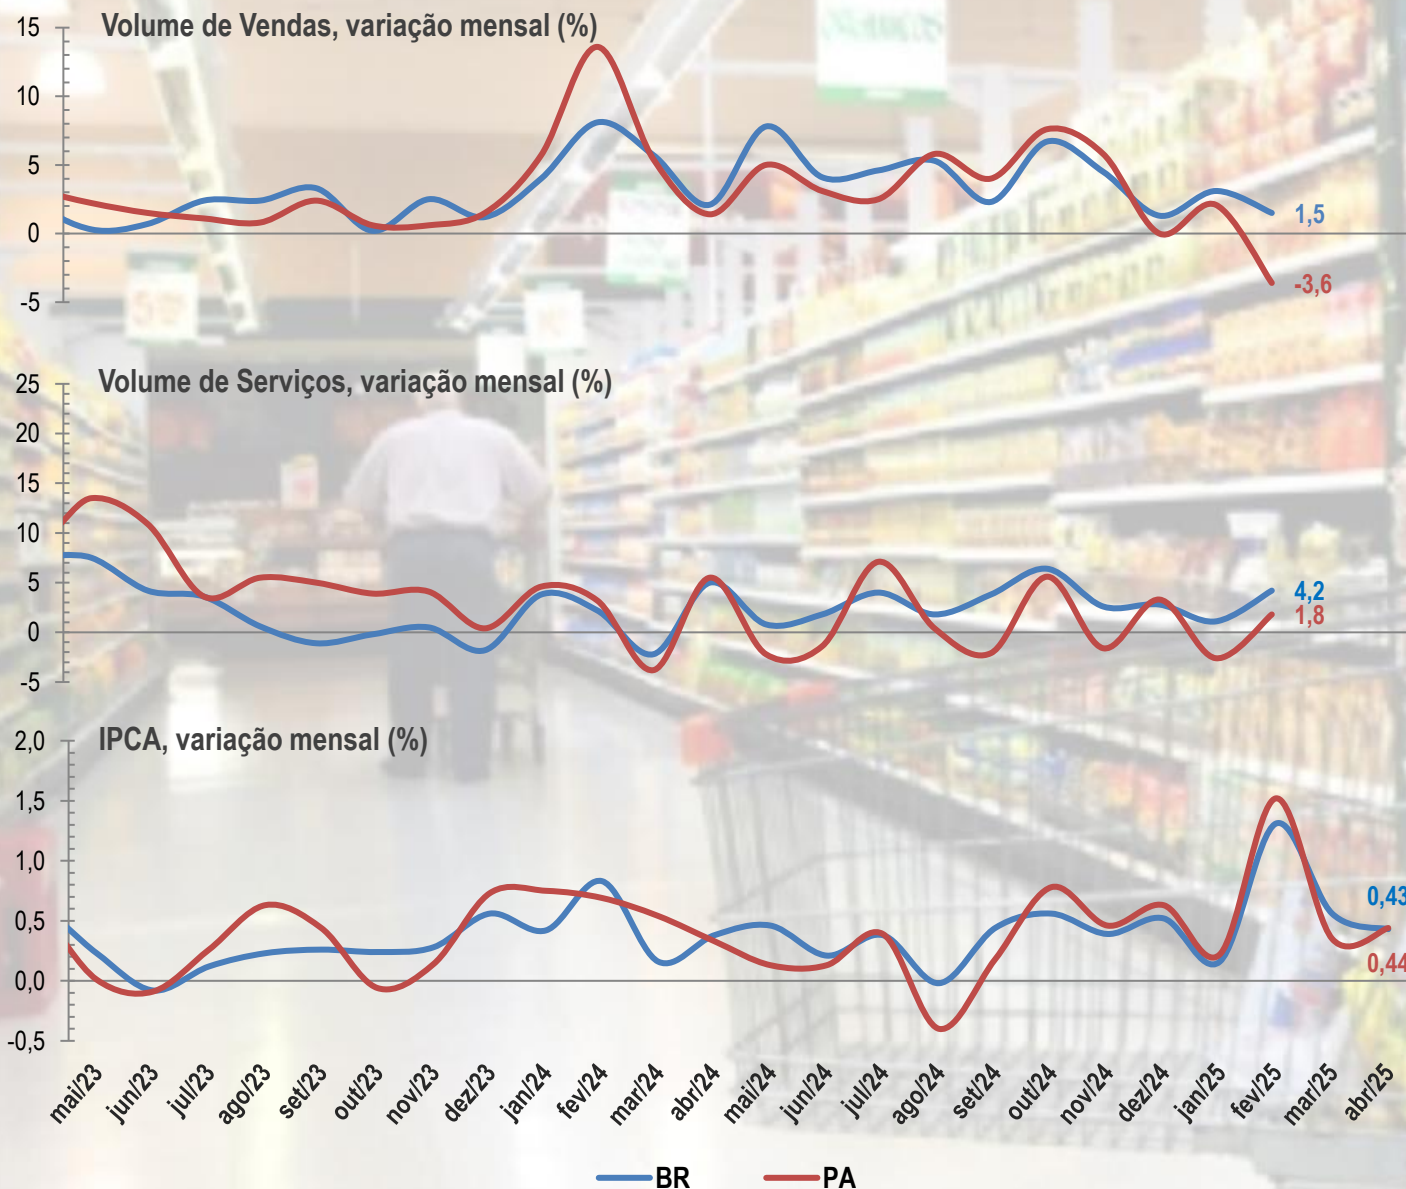 Volume de Vendas, variação mensal (%)
15
10
5
0
-5
1,5
-3,6
Volume de Serviços, variação mensal (%)
25
20
15
10
5
0
-5
4,2
1,8
IPCA, variação mensal (%)
2,0
1,5
1,0
0,5
0,0
-0,5
0,43
0,44
mai/23
jun/23
jul/23
ago/23
set/23
out/23
nov/23
dez/23
jan/24
fev/24
mar/24
abr/24
mai/24
jun/24
jul/24
ago/24
set/24
out/24
nov/24
dez/24
jan/25
fev/25
mar/25
abr/25
BR
PA